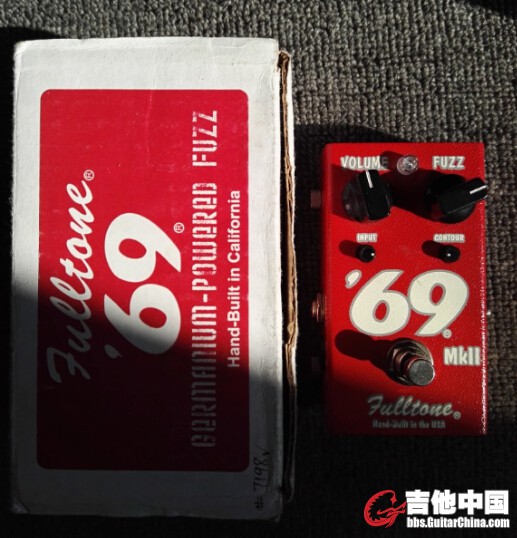 Fulltone®
'69®
GERMANIUM-POWERED FUZZ
Hand-Built in California
VOLUME FUZZ
INPUT CONTOUR
'69®
MkII
Fulltone®
Hand-Built in the USA
吉他中国
bbs.GuitarChina.com